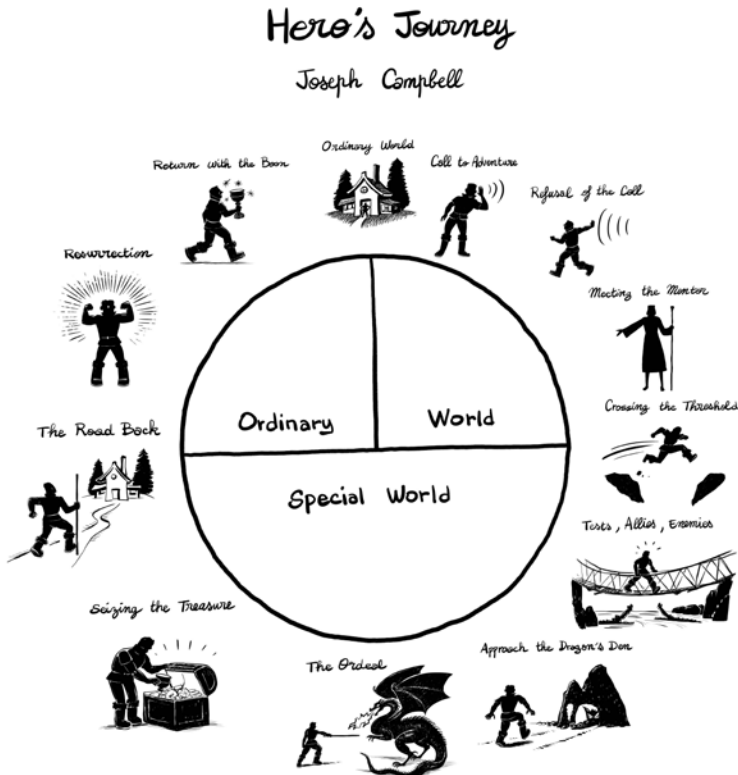 Hero's Journey
Joseph Campbell
Ordinary World
Call to Adventure
Refusal of the Call
Meeting the Mentor
Crossing the Threshold
Tests, Allies, Enemies
Approach the Dragon's Den
The Ordeal
Seizing the Treasure
The Road Back
Resurrection
Return with the Boon
Ordinary
World
Special World